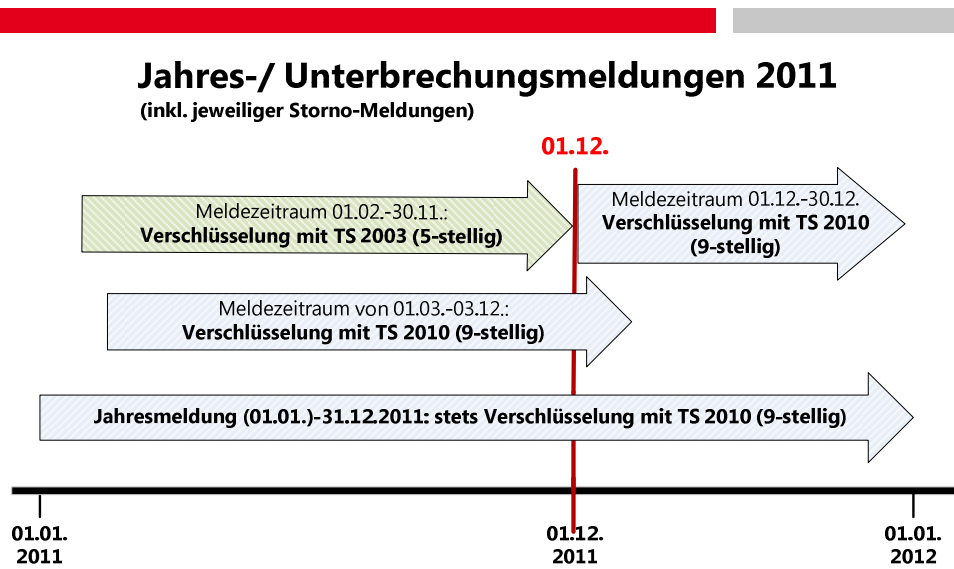 Jahres-/ Unterbrechungsmeldungen 2011
(inkl. jeweiliger Storno-Meldungen)
01.12.
Meldezeitraum 01.02.-30.11.:
Verschlüsselung mit TS 2003 (5-stellig)
Meldezeitraum 01.12.-30.12.
Verschlüsselung mit TS 2010
(9-stellig)
Meldezeitraum von 01.03.-03.12.:
Verschlüsselung mit TS 2010 (9-stellig)
Jahresmeldung (01.01.)-31.12.2011: stets Verschlüsselung mit TS 2010 (9-stellig)
01.01.
2011
01.12.
2011
01.01.
2012